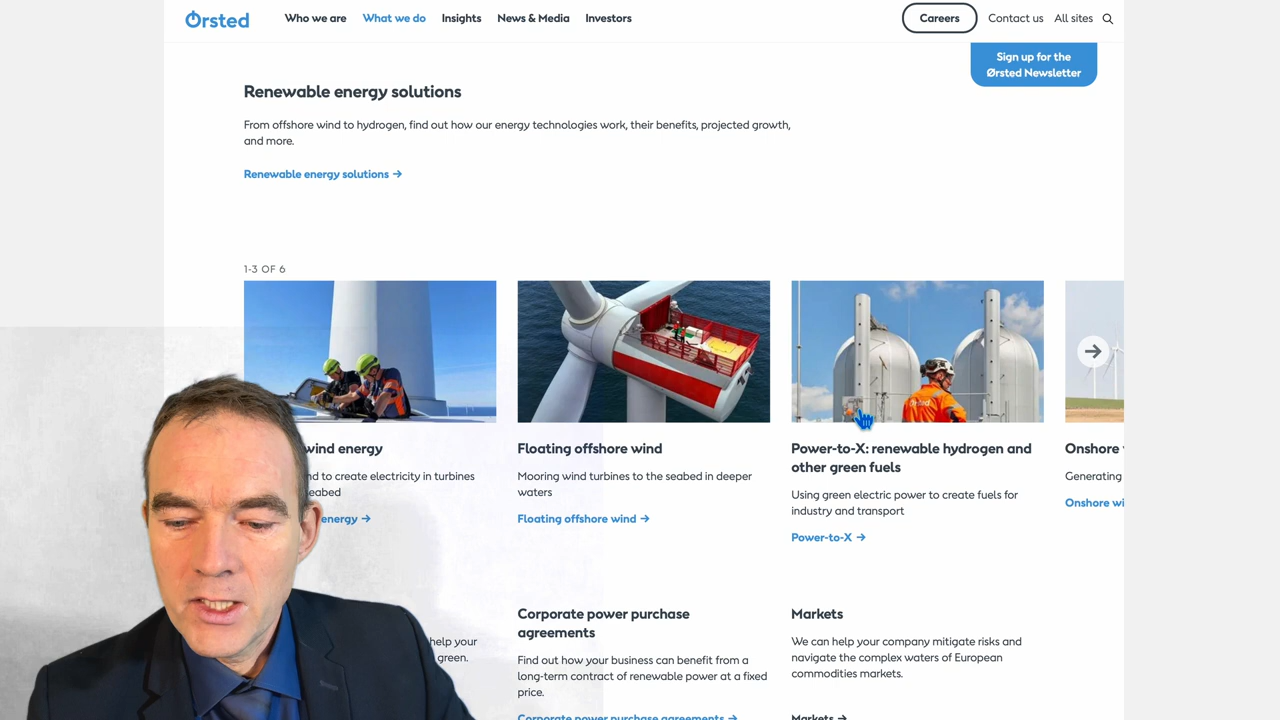 Ørsted
Who we are
What we do
Insights
News & Media
Investors
Careers
Contact us
All sites
Sign up for the
Ørsted Newsletter
Renewable energy solutions
From offshore wind to hydrogen, find out how our energy technologies work, their benefits, projected growth,
and more.
Renewable energy solutions →
1-3 OF 6
wind energy
to create electricity in turbines
energy →
Floating offshore wind
Mooring wind turbines to the seabed in deeper
waters
Floating offshore wind →
Power-to-X: renewable hydrogen and
other green fuels
Using green electric power to create fuels for
industry and transport
Power-to-X →
Onshore
Generating
Onshore
help your
green.
Corporate power purchase
agreements
Find out how your business can benefit from a
long-term contract of renewable power at a fixed
price.
Corporate power purchase agreements →
Markets
We can help your company mitigate risks and
navigate the complex waters of European
commodities markets.
Markets →